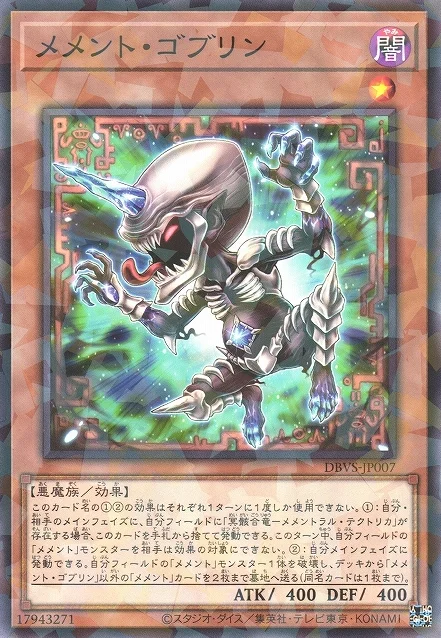 メメント・ゴブリン
闇
DBVS-JP007
【悪魔族/効果】
このカード名の①②の効果はそれぞれ1ターンに1度しか使用できない。①:自分・
相手のメインフェイズに、自分フィールドに「冥骸合竜-メメントラル・テクトリカ」が
存在する場合、このカードを手札から捨てて発動できる。このターン中、自分フィールドの
「メメント」モンスターを相手は効果の対象にできない。②:自分メインフェイズに
発動できる。自分フィールドの「メメント」モンスター1体を破壊し、デッキから「メメ
ント・ゴブリン」以外の「メメント」カードを2枚まで墓地へ送る(同名カードは1枚まで)。
ATK/ 400 DEF/ 400
17943271
©スタジオ・ダイス/集英社・テレビ東京・KONAMI